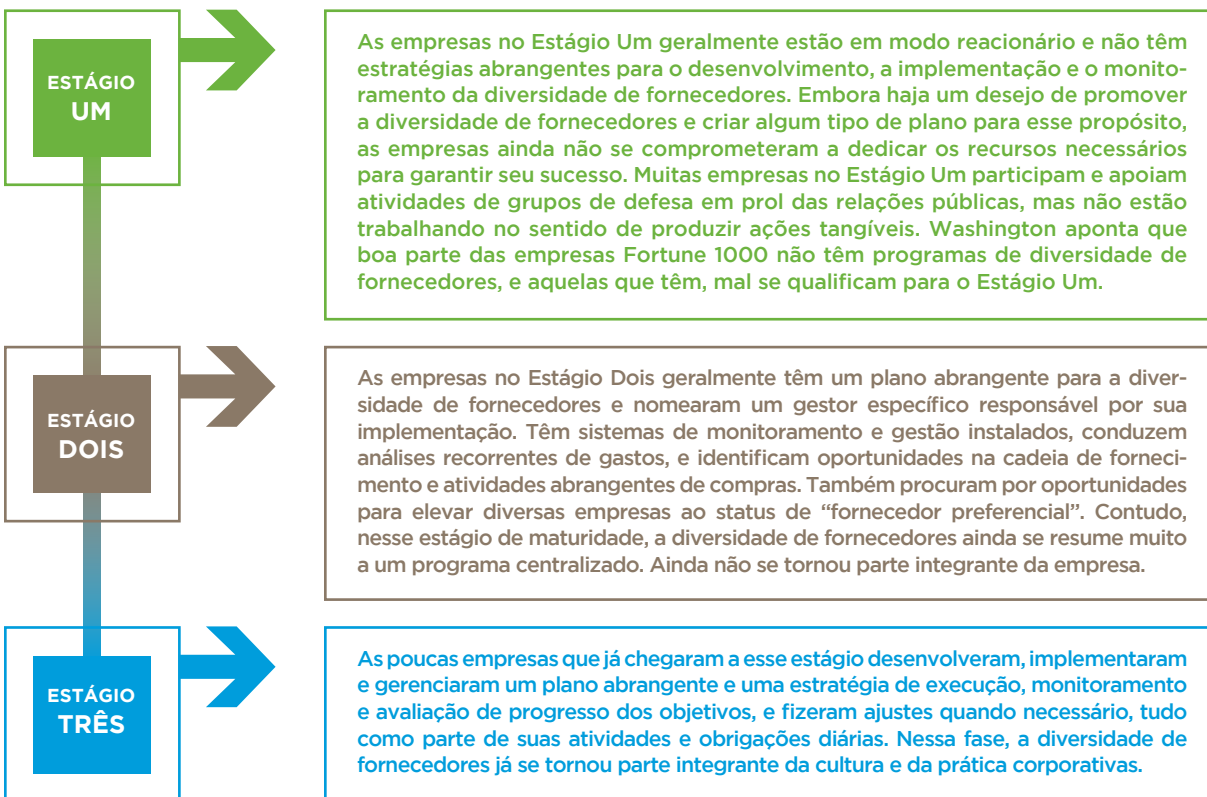 ESTÁGIO
UM
As empresas no Estágio Um geralmente estão em modo reacionário e não têm
estratégias abrangentes para o desenvolvimento, a implementação e o monito-
ramento da diversidade de fornecedores. Embora haja um desejo de promover
a diversidade de fornecedores e criar algum tipo de plano para esse propósito,
as empresas ainda não se comprometeram a dedicar os recursos necessários
para garantir seu sucesso. Muitas empresas no Estágio Um participam e apoiam
atividades de grupos de defesa em prol das relações públicas, mas não estão
trabalhando no sentido de produzir ações tangíveis. Washington aponta que
boa parte das empresas Fortune 1000 não têm programas de diversidade de
fornecedores, e aquelas que têm, mal se qualificam para o Estágio Um.
ESTÁGIO
DOIS
As empresas no Estágio Dois geralmente têm um plano abrangente para a diver-
sidade de fornecedores e nomearam um gestor específico responsável por sua
implementação. Têm sistemas de monitoramento e gestão instalados, conduzem
análises recorrentes de gastos, e identificam oportunidades na cadeia de forneci-
mento e atividades abrangentes de compras. Também procuram por oportunidades
para elevar diversas empresas ao status de “fornecedor preferencial”. Contudo,
nesse estágio de maturidade, a diversidade de fornecedores ainda se resume muito
a um programa centralizado. Ainda não se tornou parte integrante da empresa.
ESTÁGIO
TRÊS
As poucas empresas que já chegaram a esse estágio desenvolveram, implementaram
e gerenciaram um plano abrangente e uma estratégia de execução, monitoramento
e avaliação de progresso dos objetivos, e fizeram ajustes quando necessário, tudo
como parte de suas atividades e obrigações diárias. Nessa fase, a diversidade de
fornecedores já se tornou parte integrante da cultura e da prática corporativas.